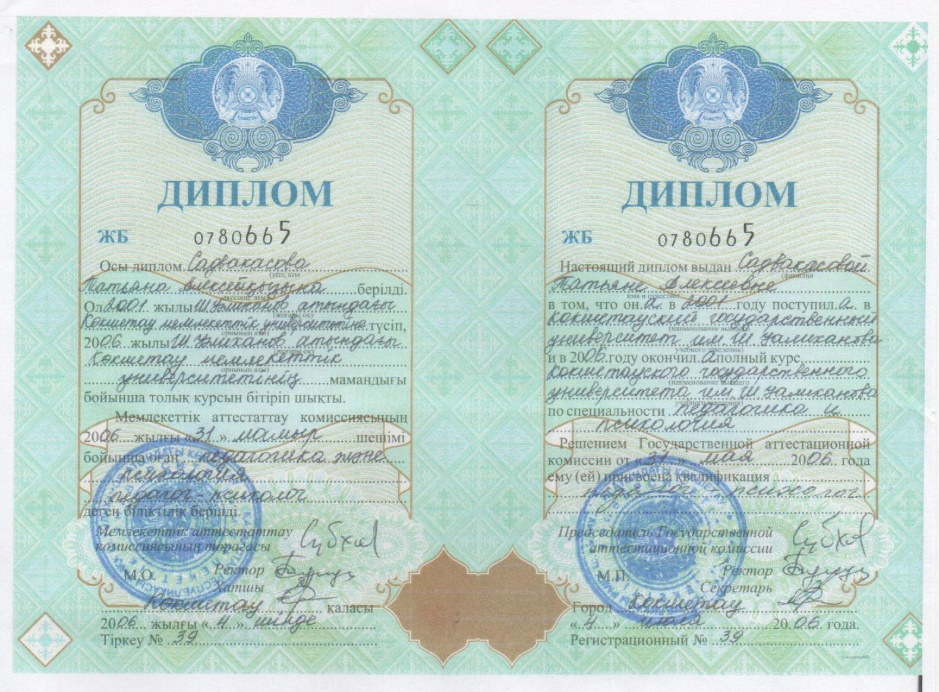 ДИПЛОМ
ЖБ 0780665
Осы диплом Садвакасова
Татьяна Алексейқызына берілді.
Ол 2001 жылы Ш.Уәлиханов атындағы
Көкшетау мемлекеттік университетіне түсіп,
2006 жылы Ш.Уәлиханов атындағы
Көкшетау мемлекеттік
университетінің мамандығы
бойынша толық курсын бітіріп шықты.
Мемлекеттік аттестаттау комиссиясының
2006 жылғы «31» мамыр шешімі
бойынша оған педагогика және
психология
педагог-психолог
деген біліктілік берілді.
Мемлекеттік аттестаттау
комиссиясының төрағасы
Ректор
М.О.
Хатшы
Көкшетау қаласы
2006 жылғы «4» шілде
Тіркеу № 39
ДИПЛОМ
ЖБ 0780665
Настоящий диплом выдан Садвакасовой
Татьяне Алексеевне
в том, что он а в 2001 году поступил а в
Кокшетауский государственный
университет им. Ш. Уалиханова
и в 2006 году окончил а полный курс
Кокшетауского государственного
университета им. Ш. Уалиханова
по специальности педагогика и
психология
Решением Государственной аттестационной
комиссии от «31» мая 2006 года
ему (ей) присвоена квалификация
педагог-психолог
Председатель Государственной
аттестационной комиссии
Ректор
М.П.
Секретарь
Город Кокшетау
«4» июля 2006 года.
Регистрационный № 39